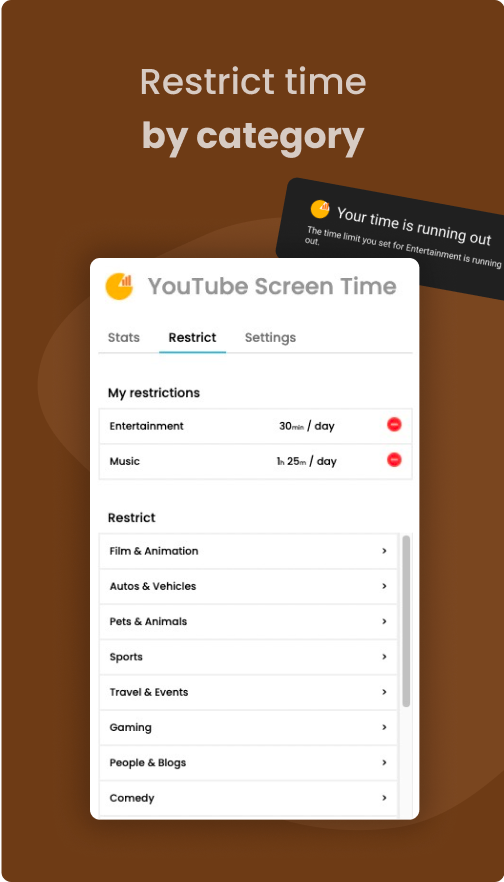 Restrict time
by category
Your time is running out
The time limit you set for Entertainment is running
out.
YouTube Screen Time
Stats Restrict Settings
My restrictions
Entertainment 30min / day
Music 1h 25m / day
Restrict
Film & Animation >
Autos & Vehicles >
Pets & Animals >
Sports >
Travel & Events >
Gaming >
People & Blogs >
Comedy >